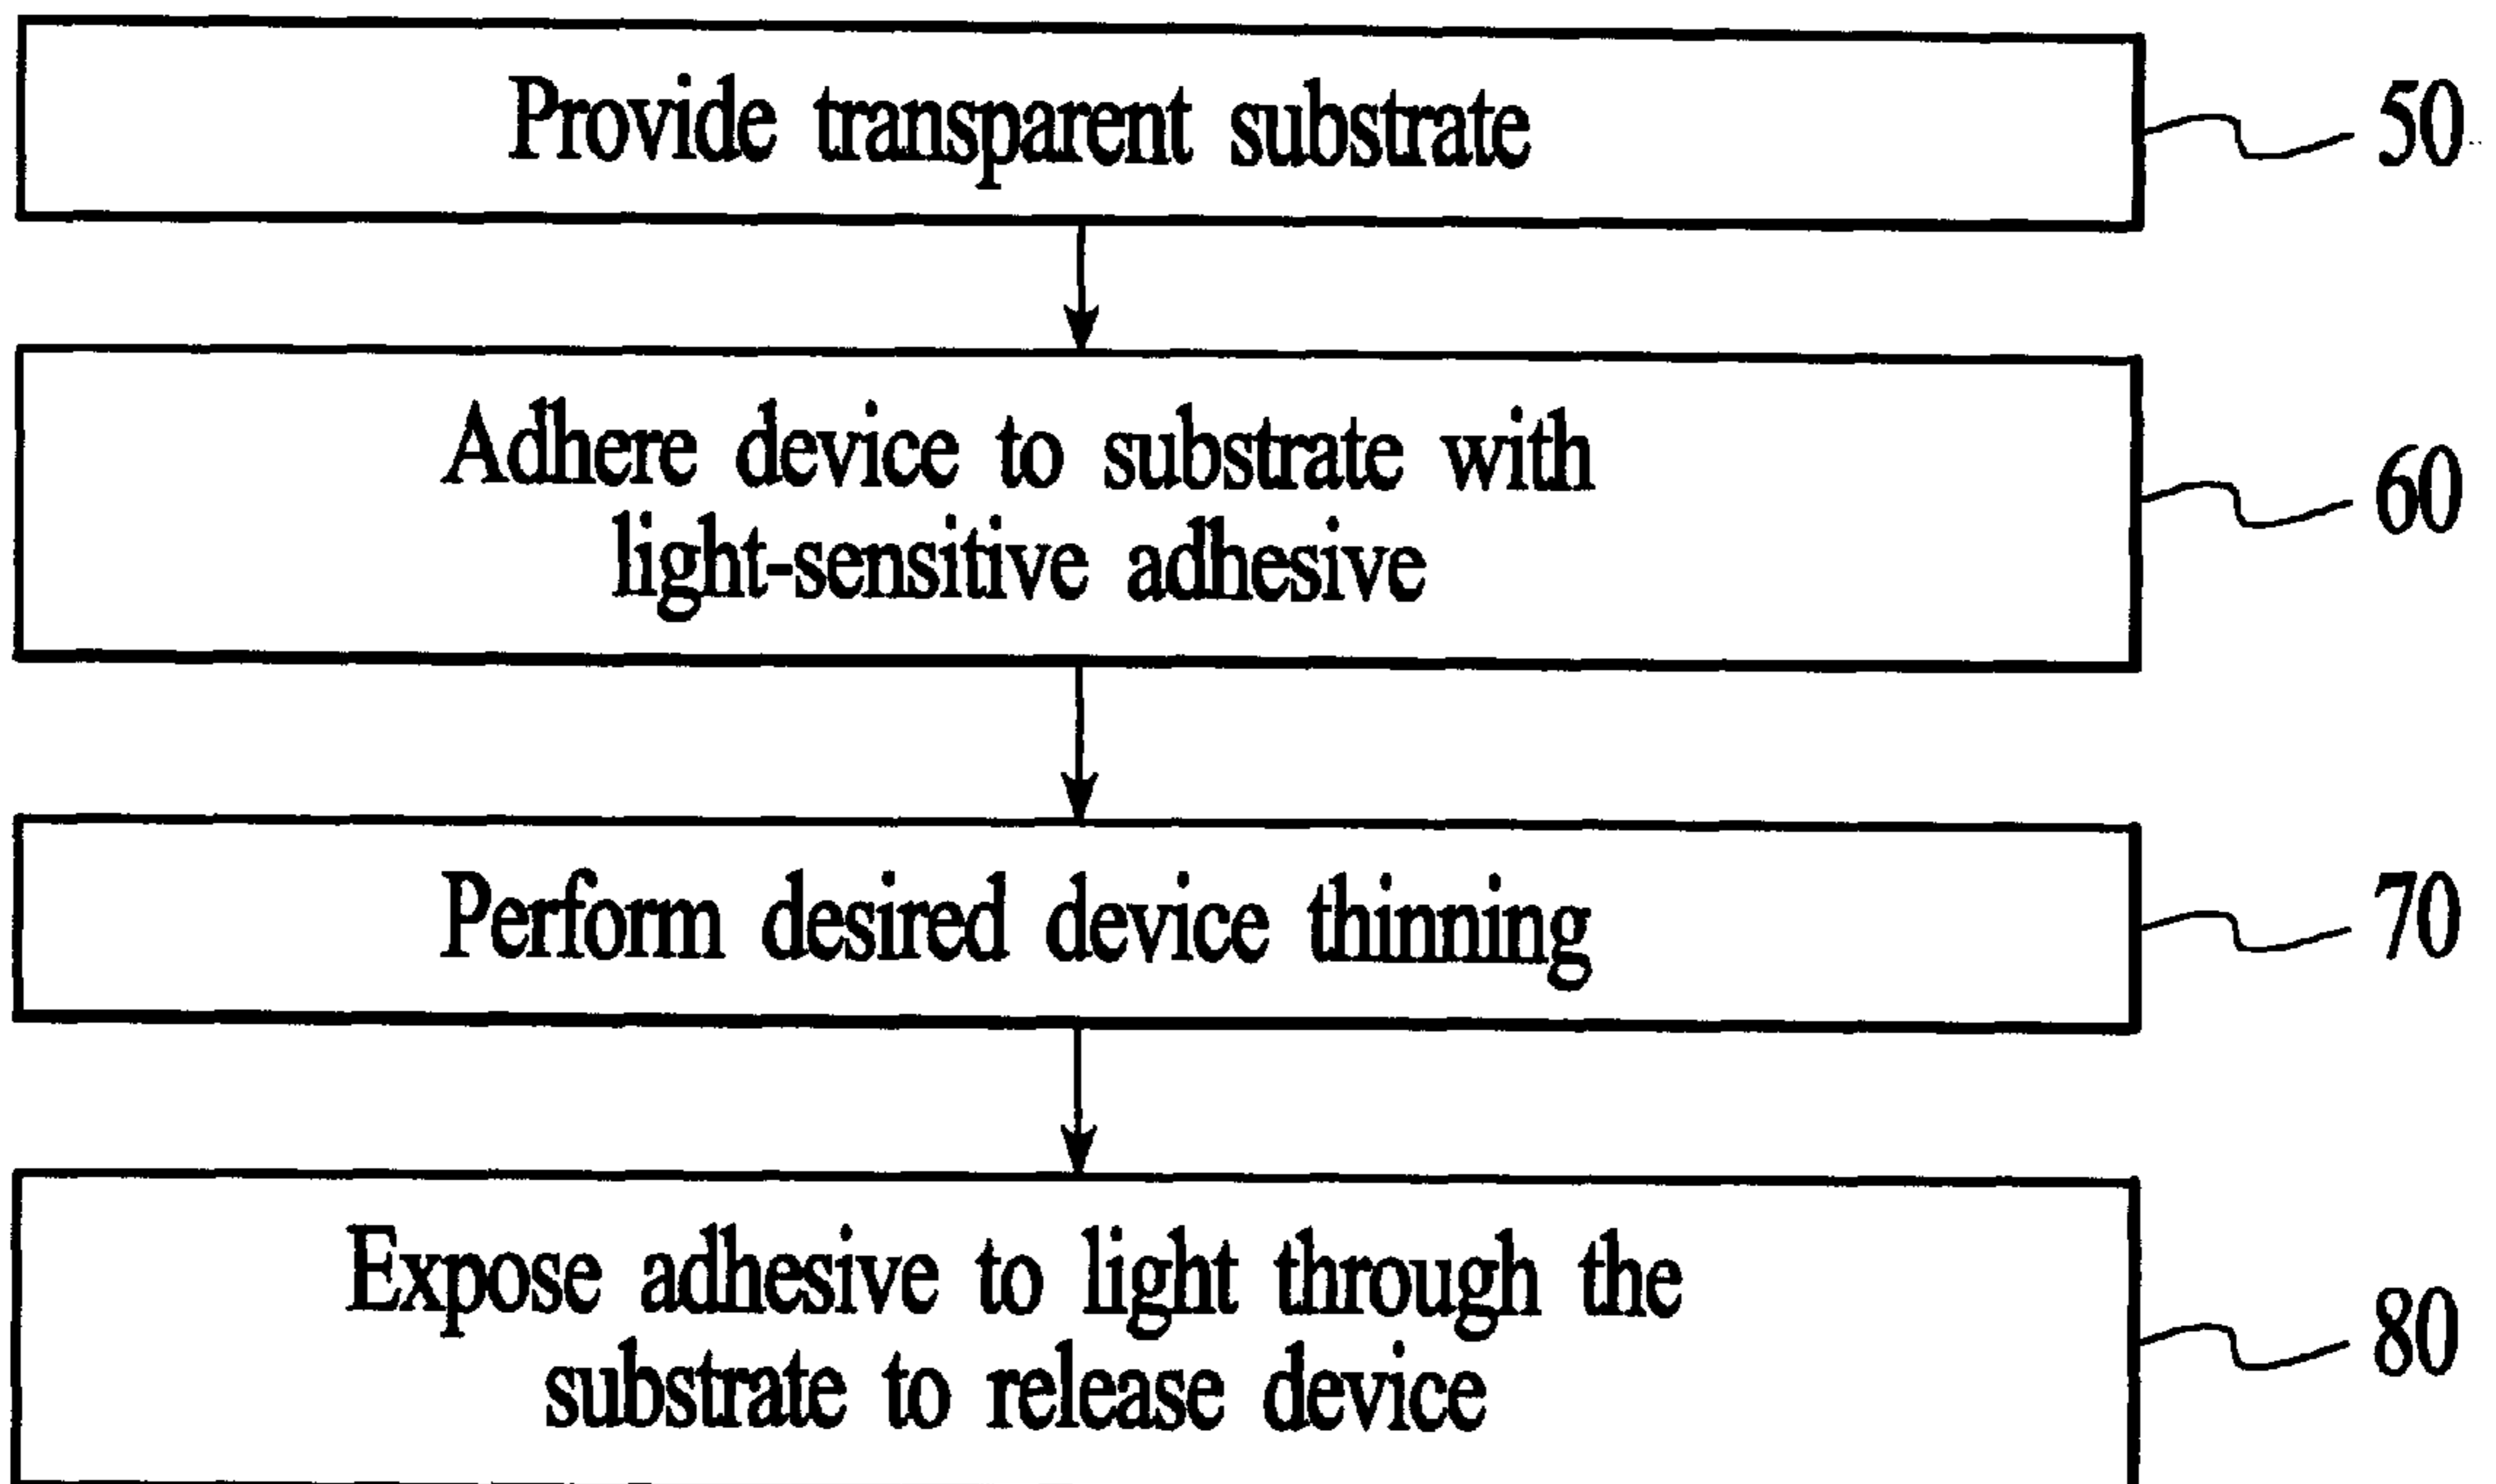 Provide transparent substrate
50
Adhere device to substrate with
light-sensitive adhesive
60
Perform desired device thinning
70
Expose adhesive to light through the
substrate to release device
80